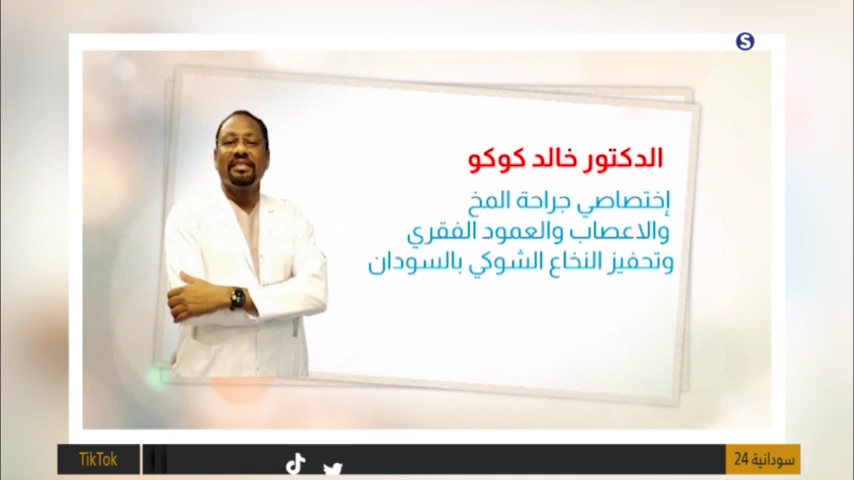 S
الدكتور خالد كوكو
إختصاصي جراحة المخ
والاعصاب والعمود الفقري
وتحفيز النخاع الشوكي بالسودان
TikTok
سودانية 24